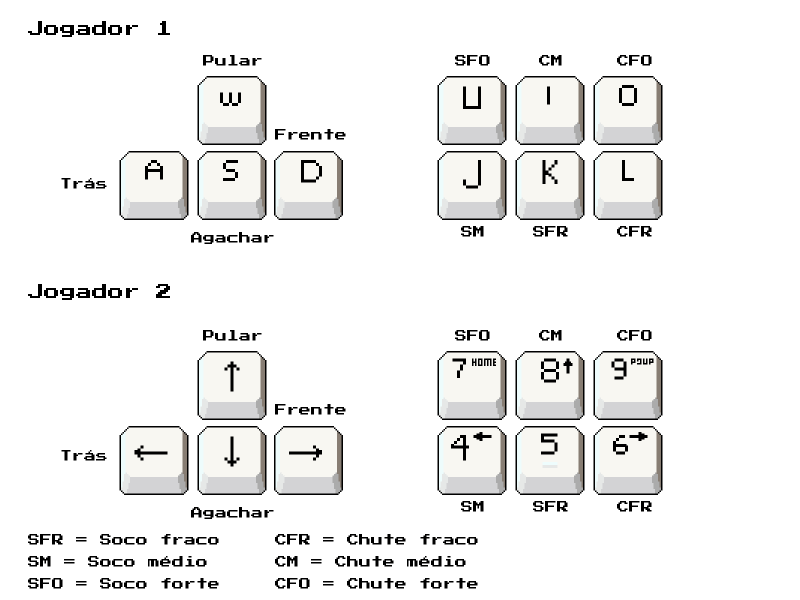 Jogador 1
Pular
SFO CM CFO
W
U I O
Frente
Trás
A S D
J K L
Agachar
SM SFR CFR
Jogador 2
Pular
SFO CM CFO
↑
7 HOME 8 ↑ 9 PGUP
Frente
Trás
← ↓ →
4 ← 5 6 →
Agachar
SM SFR CFR
SFR = Soco fraco CFR = Chute fraco
SM = Soco médio CM = Chute médio
SFO = Soco forte CFO = Chute forte